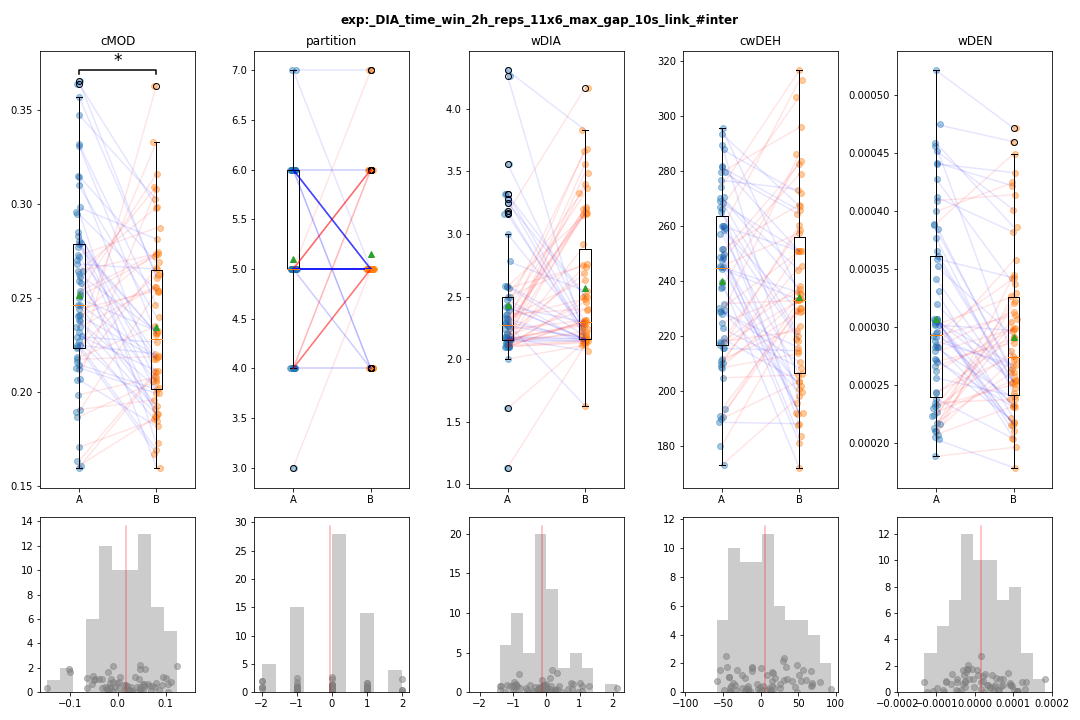 exp:_DIA_time_win_2h_reps_11x6_max_gap_10s_link_#inter
cMOD partition wDIA cwDEH wDEN
*
0.35 0.30 0.25 0.20 0.15
A B
7.0 6.5 6.0 5.5 5.0 4.5 4.0 3.5 3.0
A B
4.0 3.5 3.0 2.5 2.0 1.5 1.0
A B
320 300 280 260 240 220 200 180
A B
0.00050 0.00045 0.00040 0.00035 0.00030 0.00025 0.00020
A B
14 12 10 8 6 4 2 0
−0.1 0.0 0.1
30 25 20 15 10 5 0
−2 −1 0 1 2
20 15 10 5 0
−2 −1 0 1 2
12 10 8 6 4 2 0
−100 −50 0 50 100
12 10 8 6 4 2 0
−0.0002 −0.0001 0.0000 0.0001 0.0002